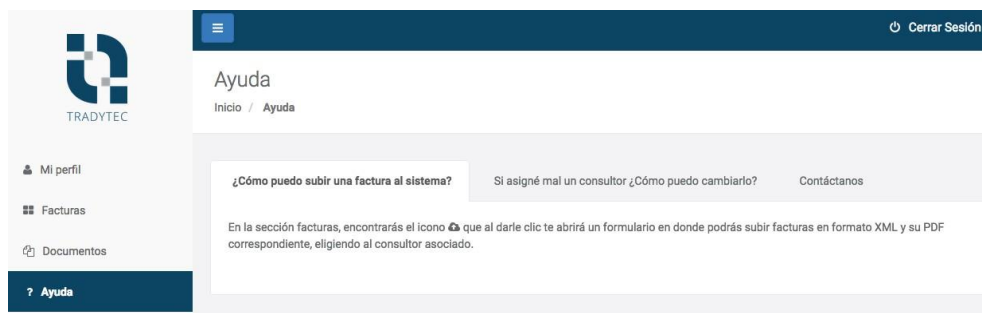 Cerrar Sesión
TRADYTEC
Ayuda
Inicio / Ayuda
Mi perfil
Facturas
Documentos
? Ayuda
¿Cómo puedo subir una factura al sistema?
Si asigné mal un consultor ¿Cómo puedo cambiarlo?
Contáctanos
En la sección facturas, encontrarás el icono que al darle clic te abrirá un formulario en donde podrás subir facturas en formato XML y su PDF
correspondiente, eligiendo al consultor asociado.